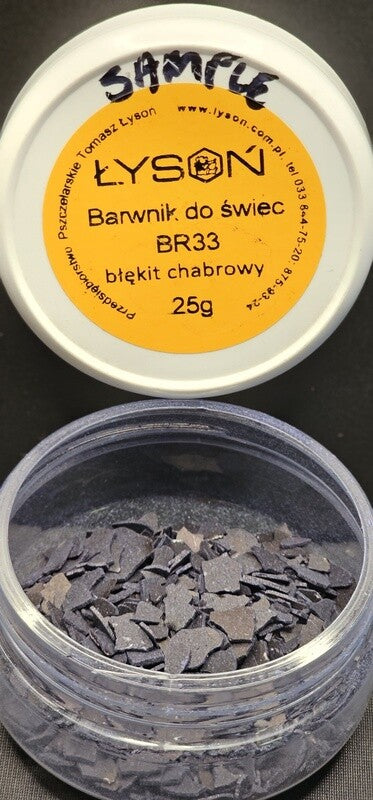 SAMPLE
Przedsiębiorstwo Pszczelarskie Tomasz Łysoń www.lyson.com.pl, tel 033 844-75-20; 875-93-24
ŁYSOŃ
Barwnik do świec
BR33
błękit chabrowy
25g